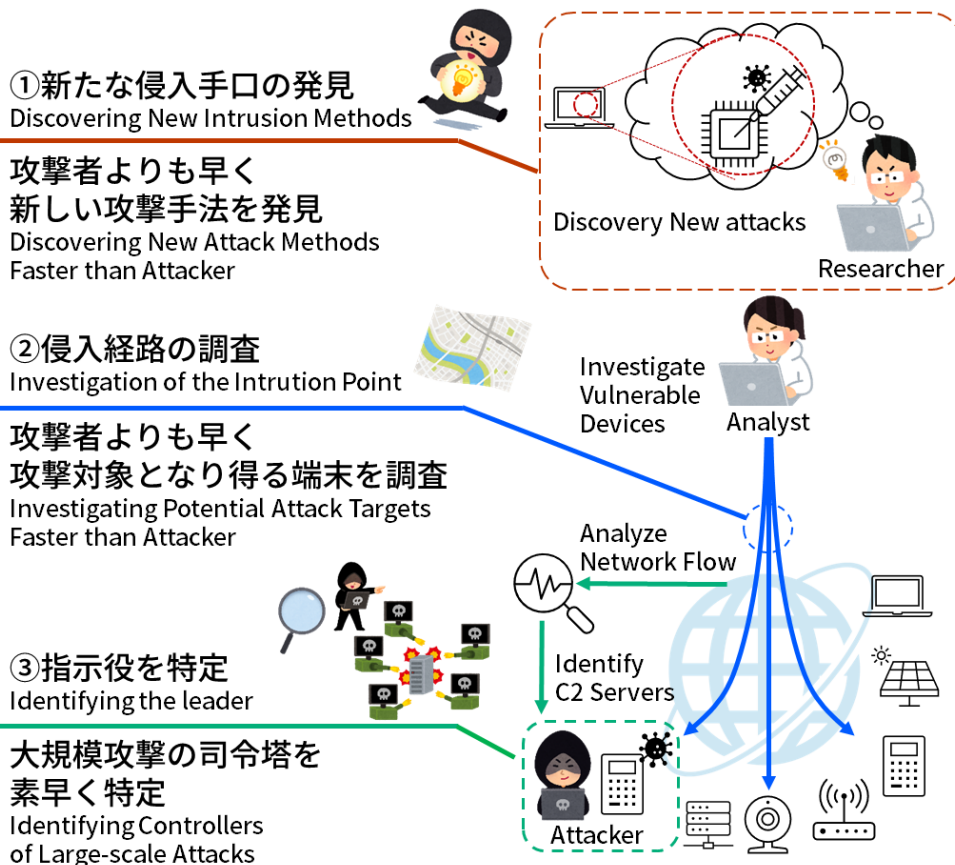 ①新たな侵入手口の発見
Discovering New Intrusion Methods
攻撃者よりも早く
新しい攻撃手法を発見
Discovering New Attack Methods
Faster than Attacker
Discovery New attacks
Researcher
②侵入経路の調査
Investigation of the Intrution Point
攻撃者よりも早く
攻撃対象となり得る端末を調査
Investigating Potential Attack Targets
Faster than Attacker
Investigate
Vulnerable
Devices
Analyst
Analyze
Network Flow
Identify
C2 Servers
③指示役を特定
Identifying the leader
大規模攻撃の司令塔を
素早く特定
Identifying Controllers
of Large-scale Attacks
Attacker